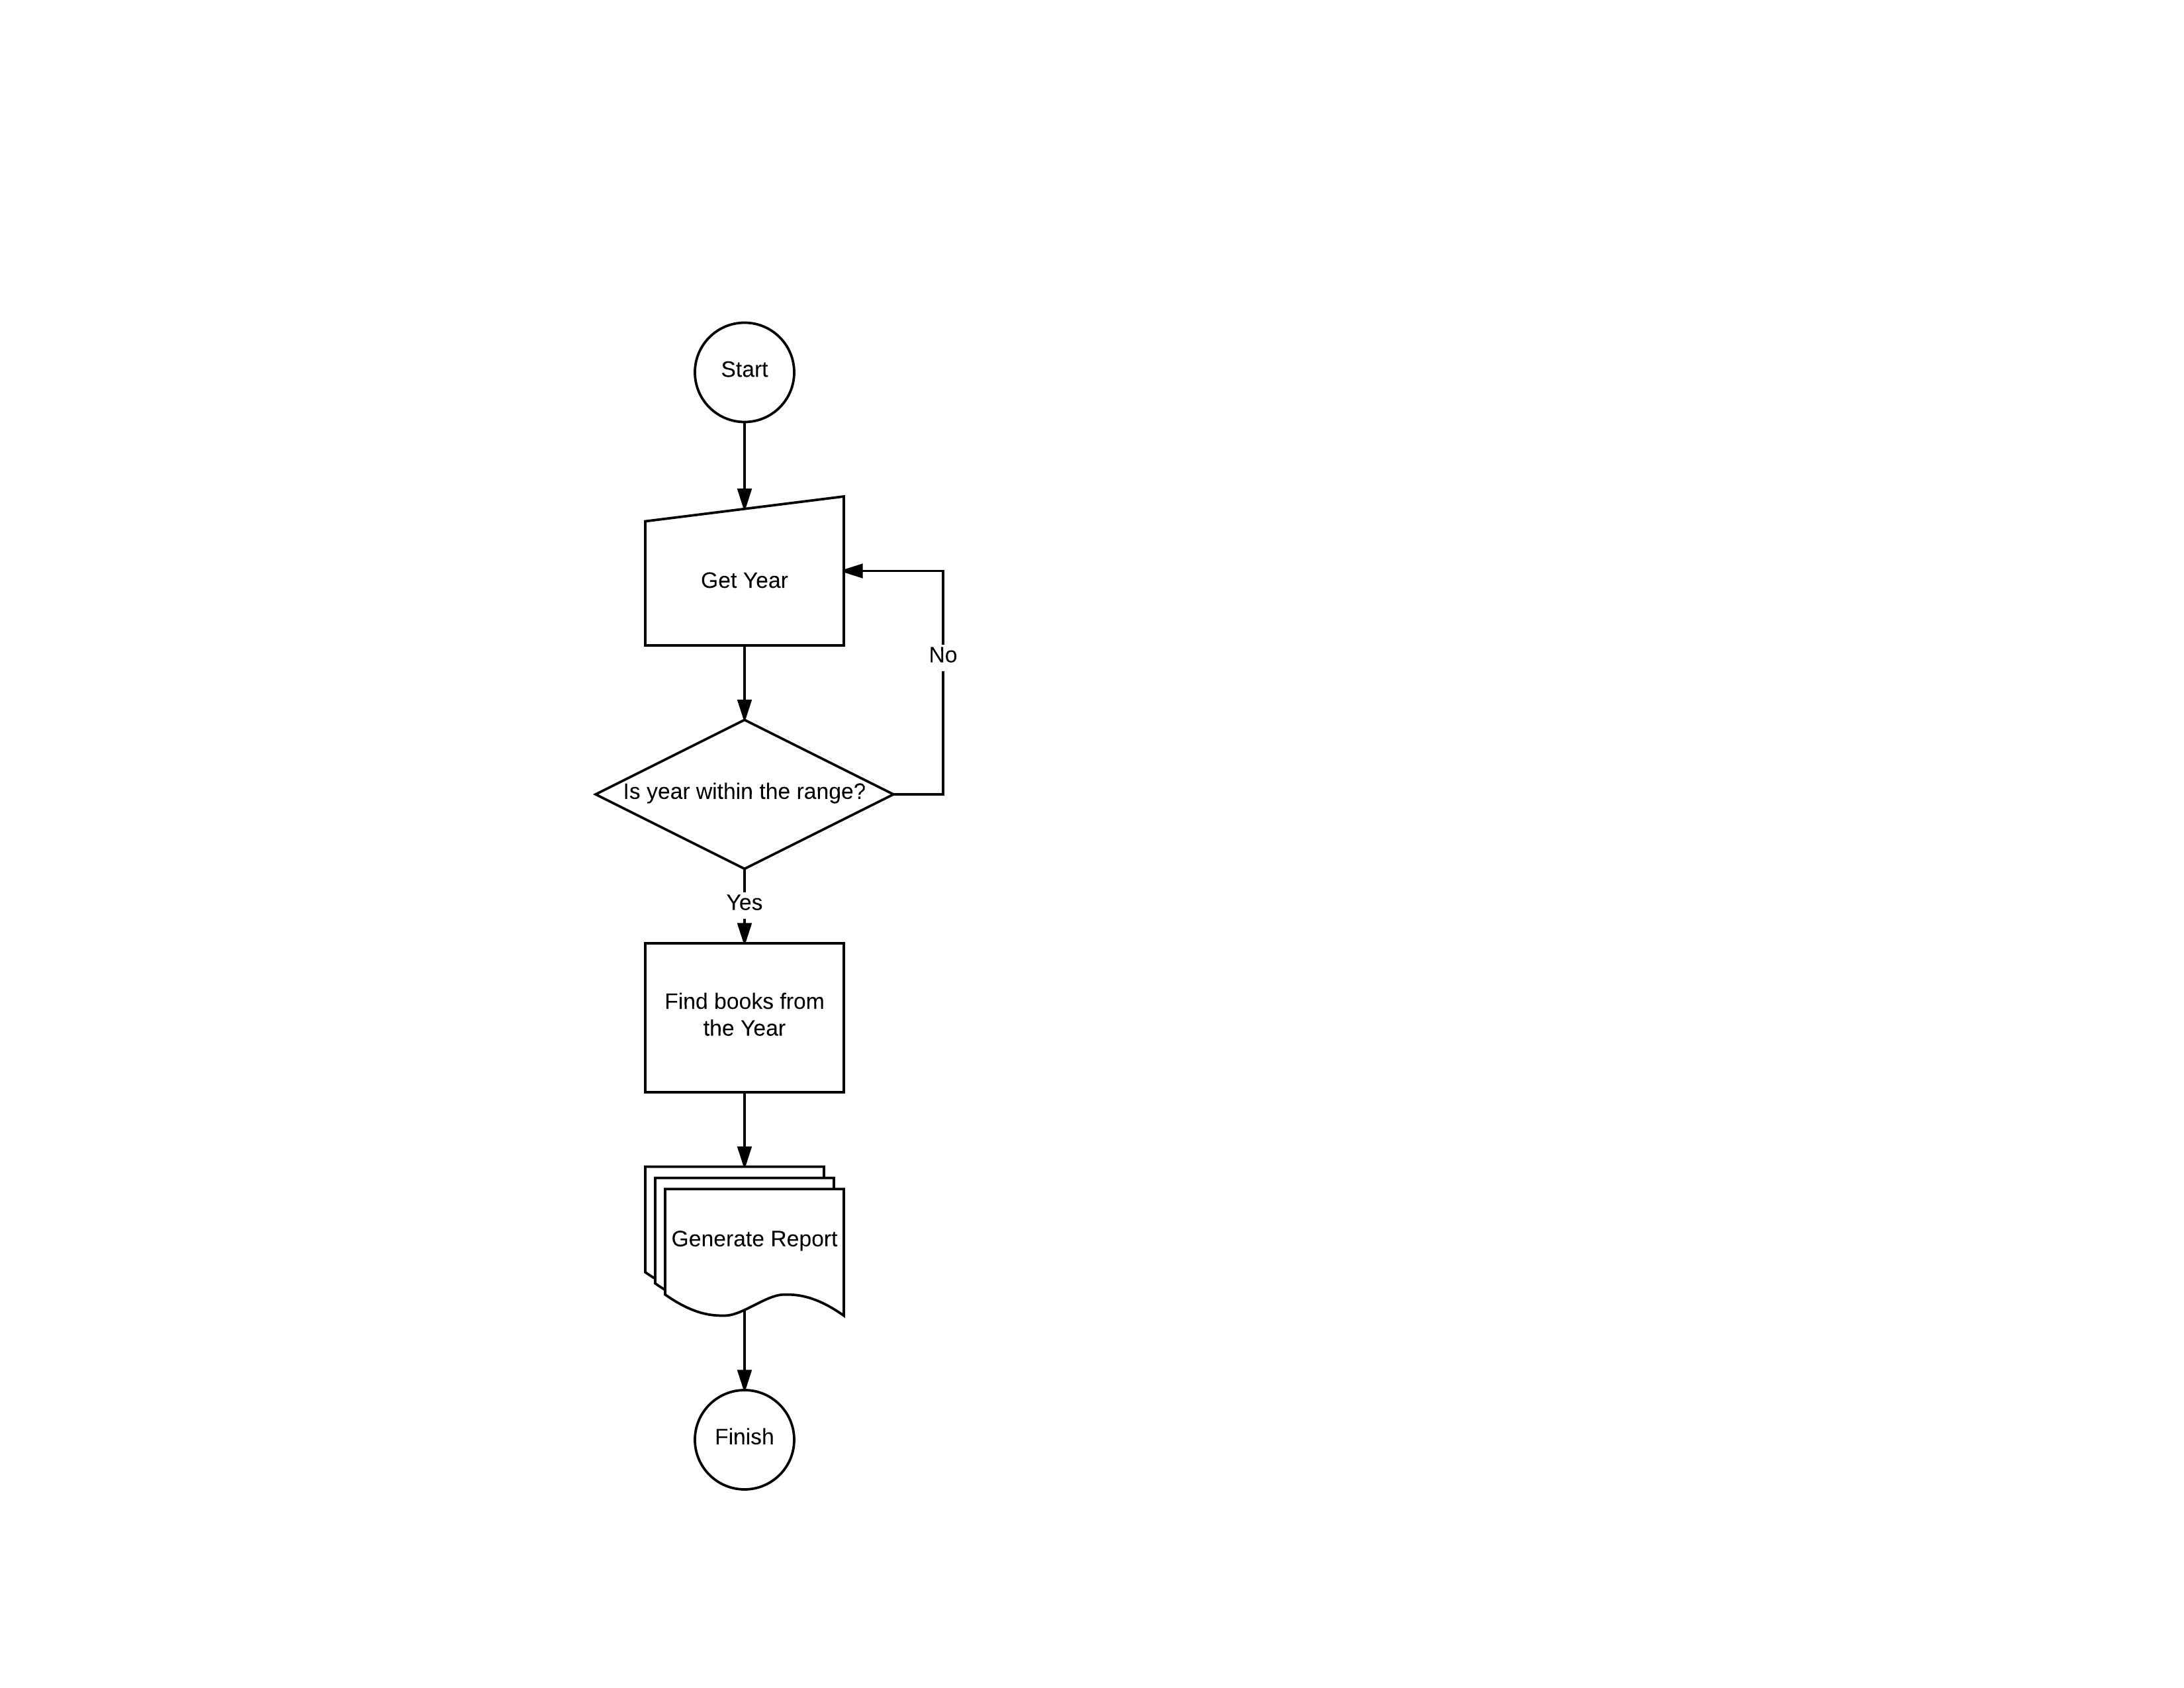 Start
Get Year
No
Is year within the range?
Yes
Find books from
the Year
Generate Report
Finish